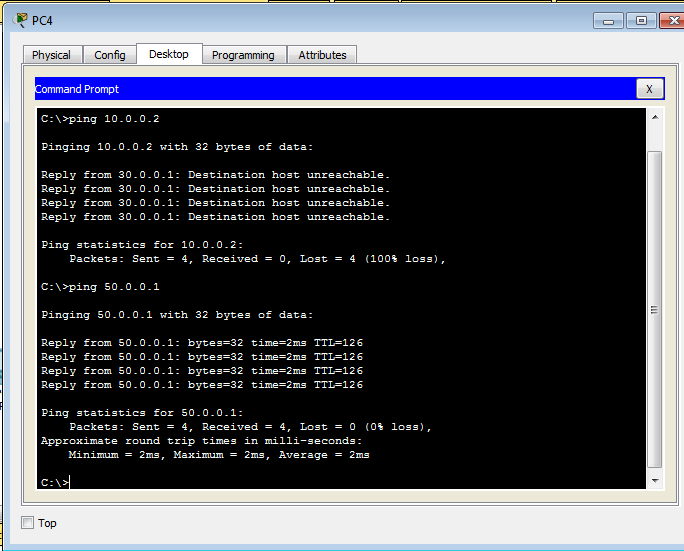 PC4
Physical Config Desktop Programming Attributes
Command Prompt X
C:\>ping 10.0.0.2
Pinging 10.0.0.2 with 32 bytes of data:
Reply from 30.0.0.1: Destination host unreachable.
Reply from 30.0.0.1: Destination host unreachable.
Reply from 30.0.0.1: Destination host unreachable.
Reply from 30.0.0.1: Destination host unreachable.
Ping statistics for 10.0.0.2:
Packets: Sent = 4, Received = 0, Lost = 4 (100% loss),
C:\>ping 50.0.0.1
Pinging 50.0.0.1 with 32 bytes of data:
Reply from 50.0.0.1: bytes=32 time=2ms TTL=126
Reply from 50.0.0.1: bytes=32 time=2ms TTL=126
Reply from 50.0.0.1: bytes=32 time=2ms TTL=126
Reply from 50.0.0.1: bytes=32 time=2ms TTL=126
Ping statistics for 50.0.0.1:
Packets: Sent = 4, Received = 4, Lost = 0 (0% loss),
Approximate round trip times in milli-seconds:
Minimum = 2ms, Maximum = 2ms, Average = 2ms
C:\>
Top